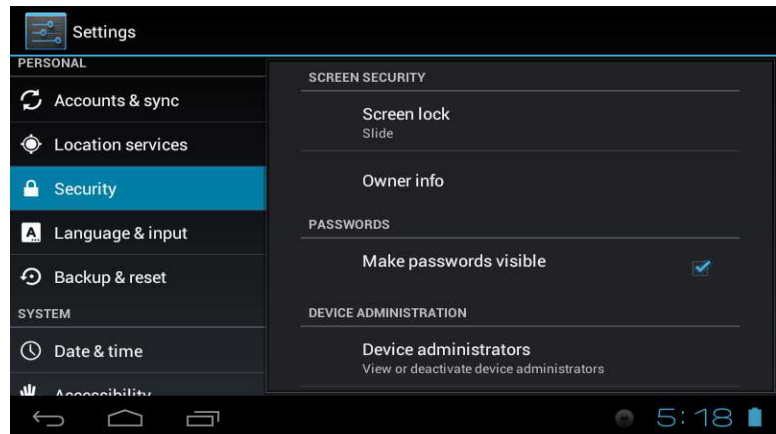 Settings
PERSONAL
Accounts & sync
Location services
Security
Language & input
Backup & reset
SYSTEM
Date & time
Accessibility
SCREEN SECURITY
Screen lock
Slide
Owner info
PASSWORDS
Make passwords visible
DEVICE ADMINISTRATION
Device administrators
View or deactivate device administrators
5:18